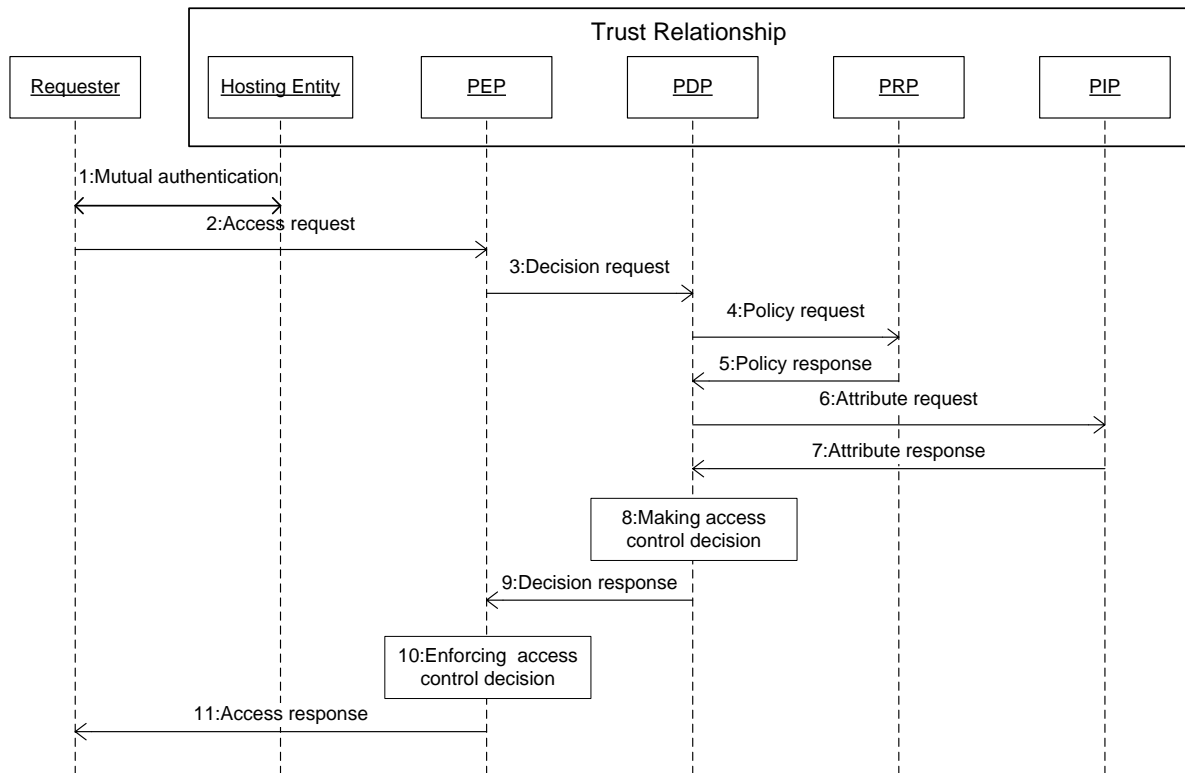 Trust Relationship
Requester
Hosting Entity
PEP
PDP
PRP
PIP
1:Mutual authentication
2:Access request
3:Decision request
4:Policy request
5:Policy response
6:Attribute request
7:Attribute response
8:Making access
control decision
9:Decision response
10:Enforcing access
control decision
11:Access response